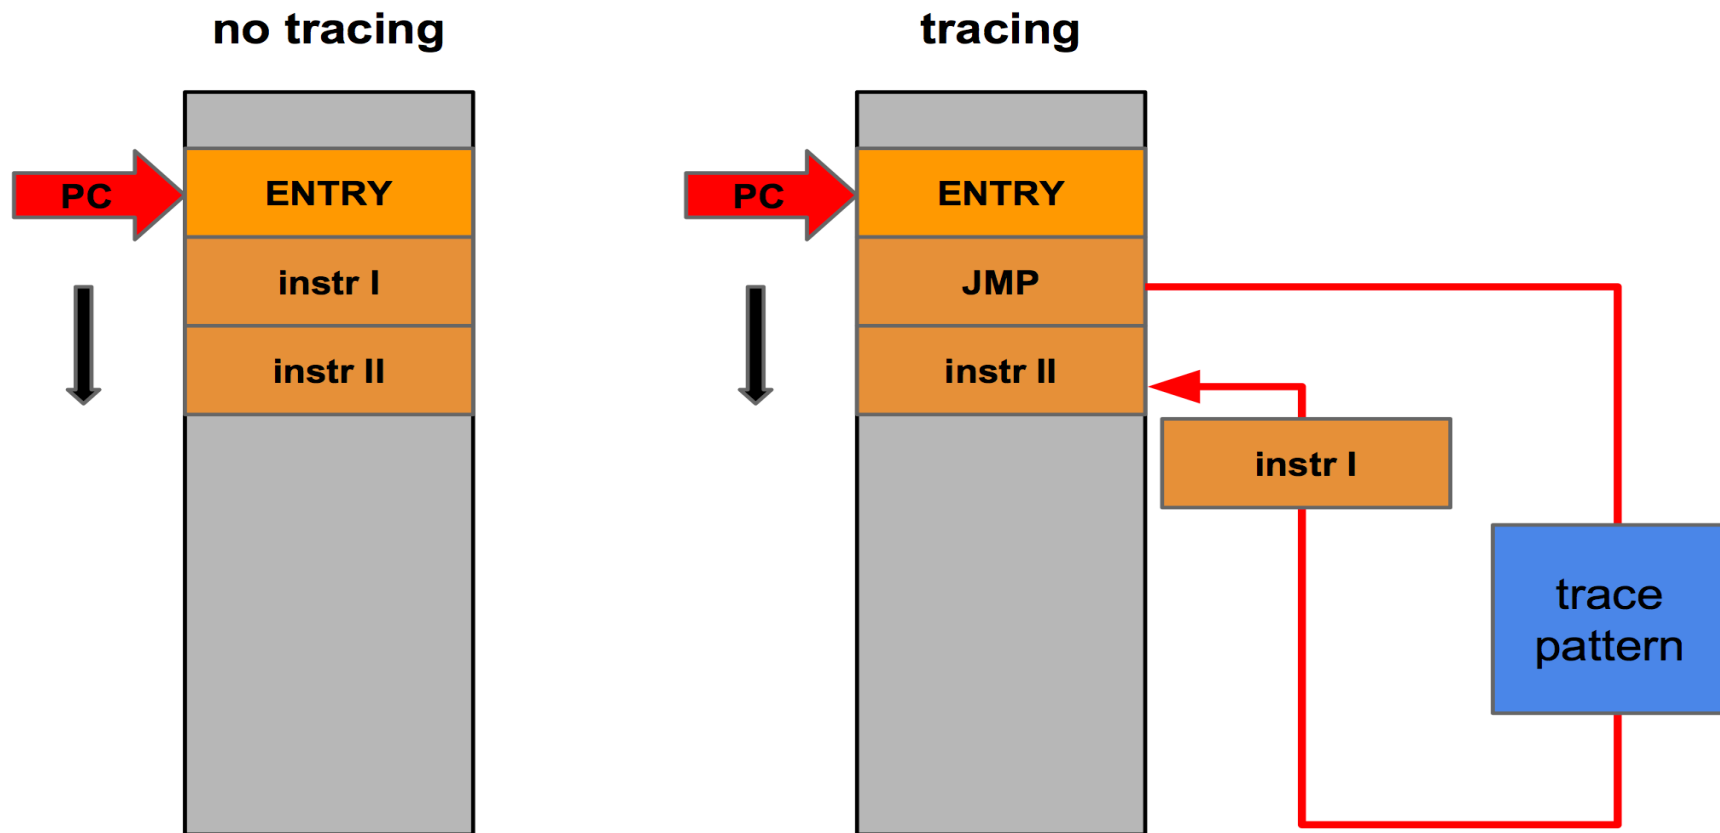 no tracing
PC
ENTRY
instr I
instr II
tracing
PC
ENTRY
JMP
instr II
instr I
trace
pattern